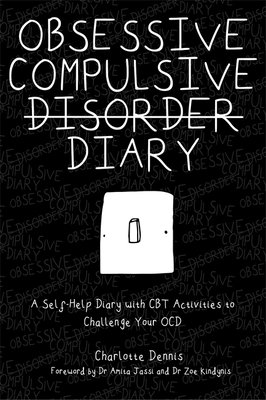 OBSESSIVE
COMPULSIVE
DISORDER
DIARY
A Self-Help Diary with CBT Activities to
Challenge Your OCD
Charlotte Dennis
Foreword by Dr Anita Jassi and Dr Zoe Kindynis